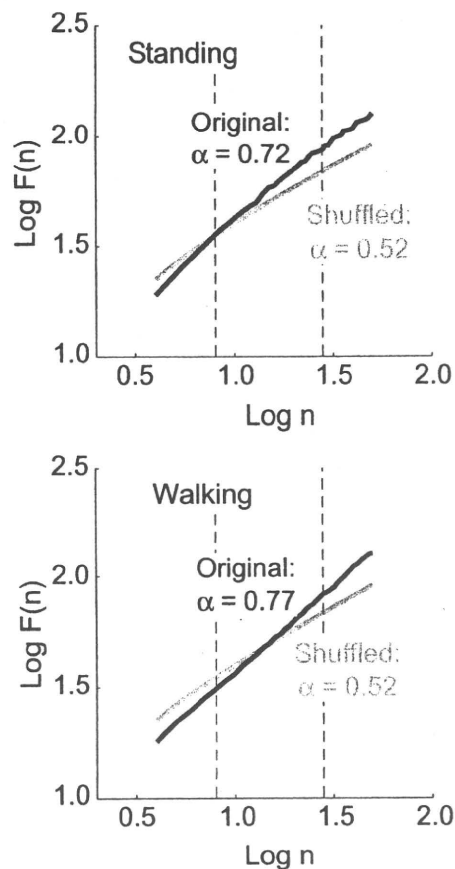 2.5
Standing
Original:
α = 0.72
2.0
Log F(n)
Shuffled:
α = 0.52
1.5
1.0
0.5
1.0
1.5
2.0
Log n
2.5
Walking
Original:
α = 0.77
2.0
Log F(n)
Shuffled:
α = 0.52
1.5
1.0
0.5
1.0
1.5
2.0
Log n